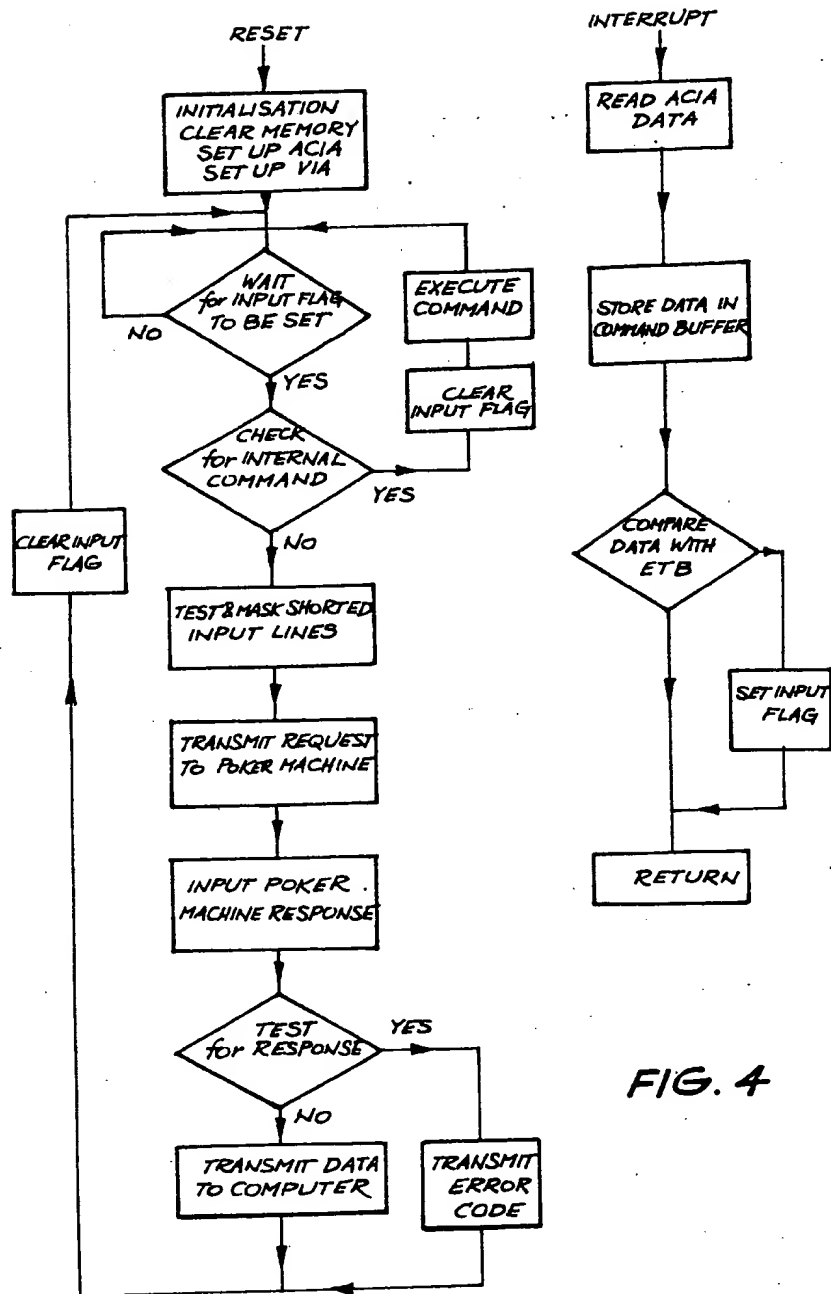 RESET
INITIALISATION
CLEAR MEMORY
SET UP ACIA
SET UP VIA
WAIT
for INPUT FLAG
TO BE SET
NO
YES
EXECUTE
COMMAND
CLEAR
INPUT FLAG
CHECK
for INTERNAL
COMMAND
YES
NO
CLEAR INPUT
FLAG
TEST & MASK SHORTED
INPUT LINES
TRANSMIT REQUEST
TO POKER MACHINE
INPUT POKER
MACHINE RESPONSE
TEST
for RESPONSE
YES
NO
TRANSMIT DATA
TO COMPUTER
TRANSMIT
ERROR
CODE
INTERRUPT
READ ACIA
DATA
STORE DATA IN
COMMAND BUFFER
COMPARE
DATA WITH
ETB
SET INPUT
FLAG
RETURN
FIG. 4